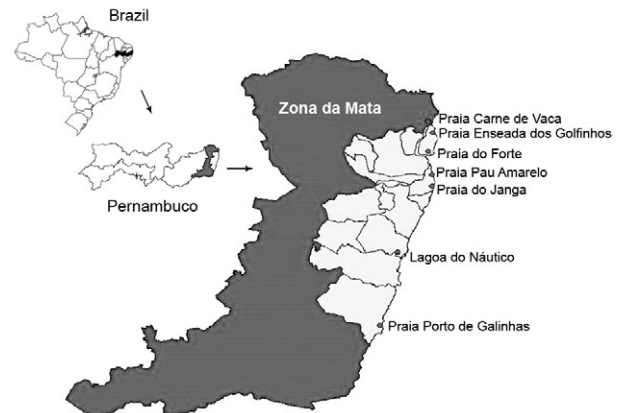 Brazil
Pernambuco
Zona da Mata
Praia Carne de Vaca
Praia Enseada dos Golfinhos
Praia do Forte
Praia Pau Amarelo
Praia do Janga
Lagoa do Náutico
Praia Porto de Galinhas